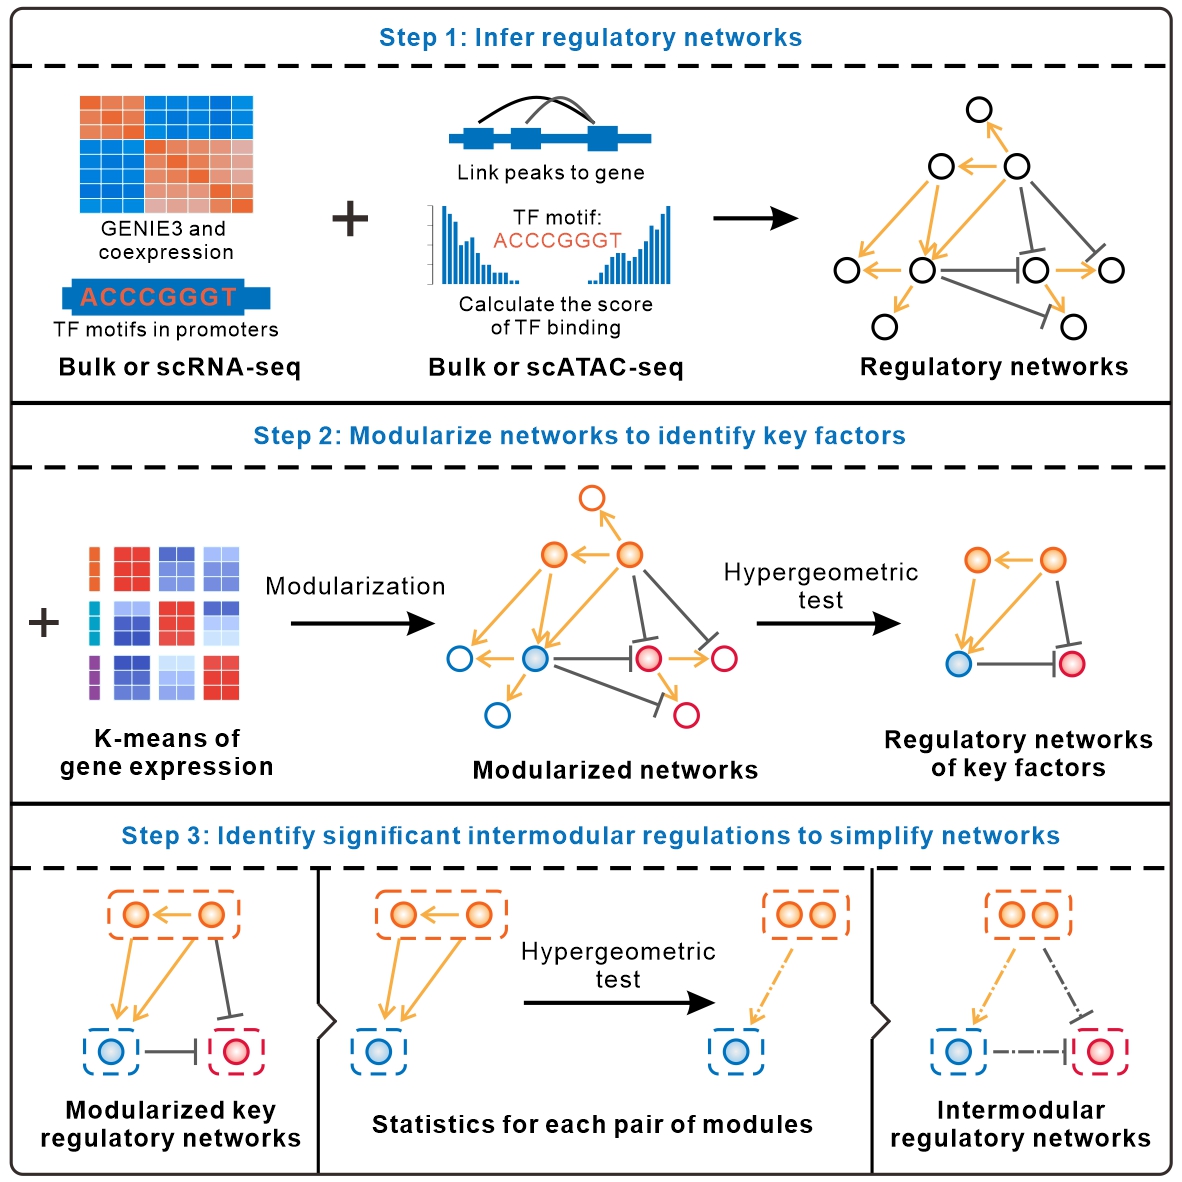 Step 1: Infer regulatory networks
GENIE3 and
coexpression
ACCCGGGT
TF motifs in promoters
Bulk or scRNA-seq
+
Link peaks to gene
TF motif:
ACCCGGGT
Calculate the score
of TF binding
Bulk or scATAC-seq
Regulatory networks
Step 2: Modularize networks to identify key factors
+
K-means of
gene expression
Modularization
Modularized networks
Hypergeometric
test
Regulatory networks
of key factors
Step 3: Identify significant intermodular regulations to simplify networks
Modularized key
regulatory networks
Hypergeometric
test
Statistics for each pair of modules
Intermodular
regulatory networks